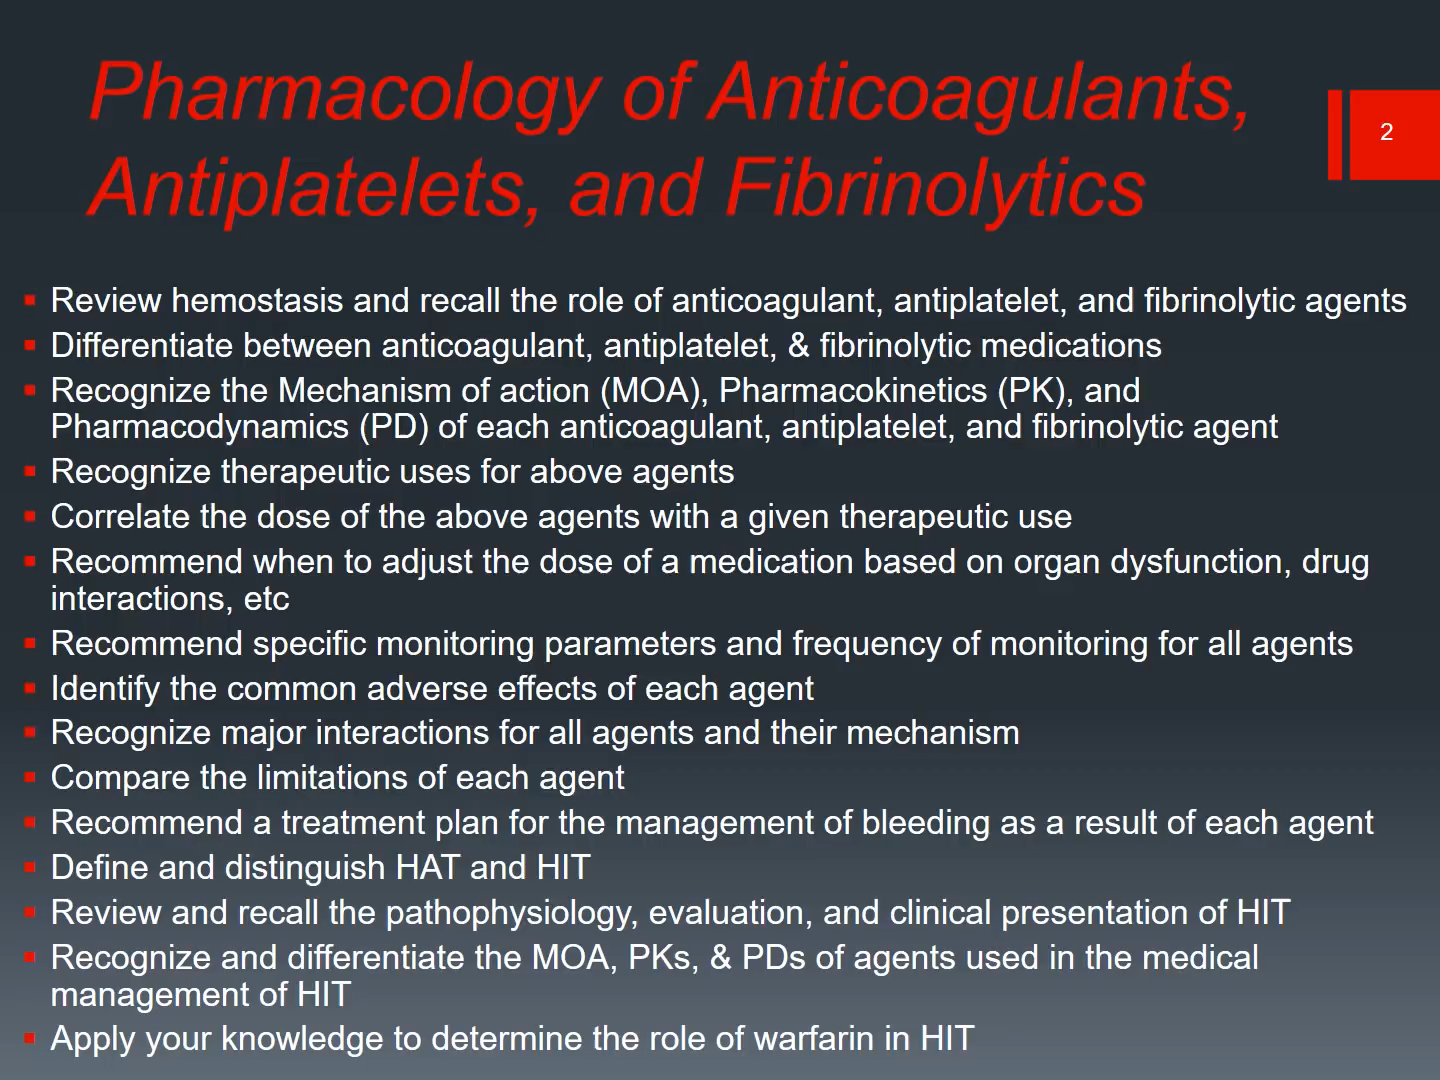 Pharmacology of Anticoagulants,
Antiplatelets, and Fibrinolytics
2
Review hemostasis and recall the role of anticoagulant, antiplatelet, and fibrinolytic agents
Differentiate between anticoagulant, antiplatelet, & fibrinolytic medications
Recognize the Mechanism of action (MOA), Pharmacokinetics (PK), and
Pharmacodynamics (PD) of each anticoagulant, antiplatelet, and fibrinolytic agent
Recognize therapeutic uses for above agents
Correlate the dose of the above agents with a given therapeutic use
Recommend when to adjust the dose of a medication based on organ dysfunction, drug
interactions, etc
Recommend specific monitoring parameters and frequency of monitoring for all agents
Identify the common adverse effects of each agent
Recognize major interactions for all agents and their mechanism
Compare the limitations of each agent
Recommend a treatment plan for the management of bleeding as a result of each agent
Define and distinguish HAT and HIT
Review and recall the pathophysiology, evaluation, and clinical presentation of HIT
Recognize and differentiate the MOA, PKs, & PDs of agents used in the medical
management of HIT
Apply your knowledge to determine the role of warfarin in HIT